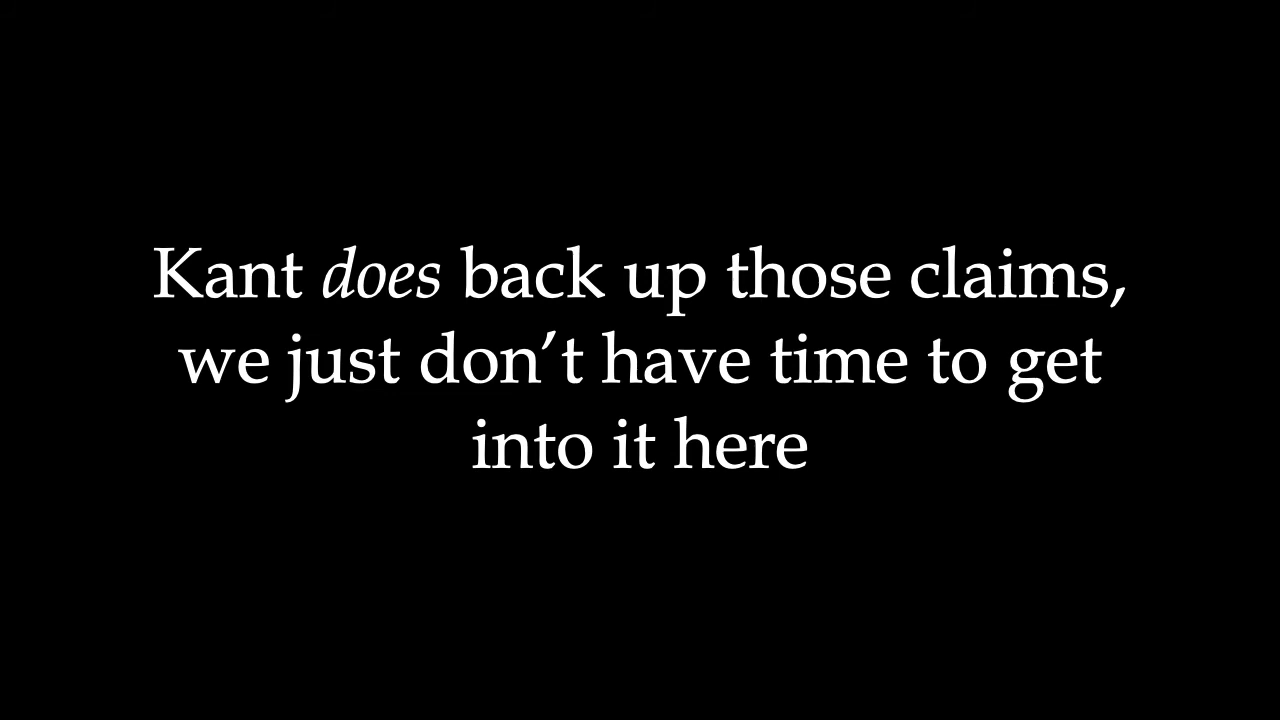 Kant does back up those claims,
we just don’t have time to get
into it here